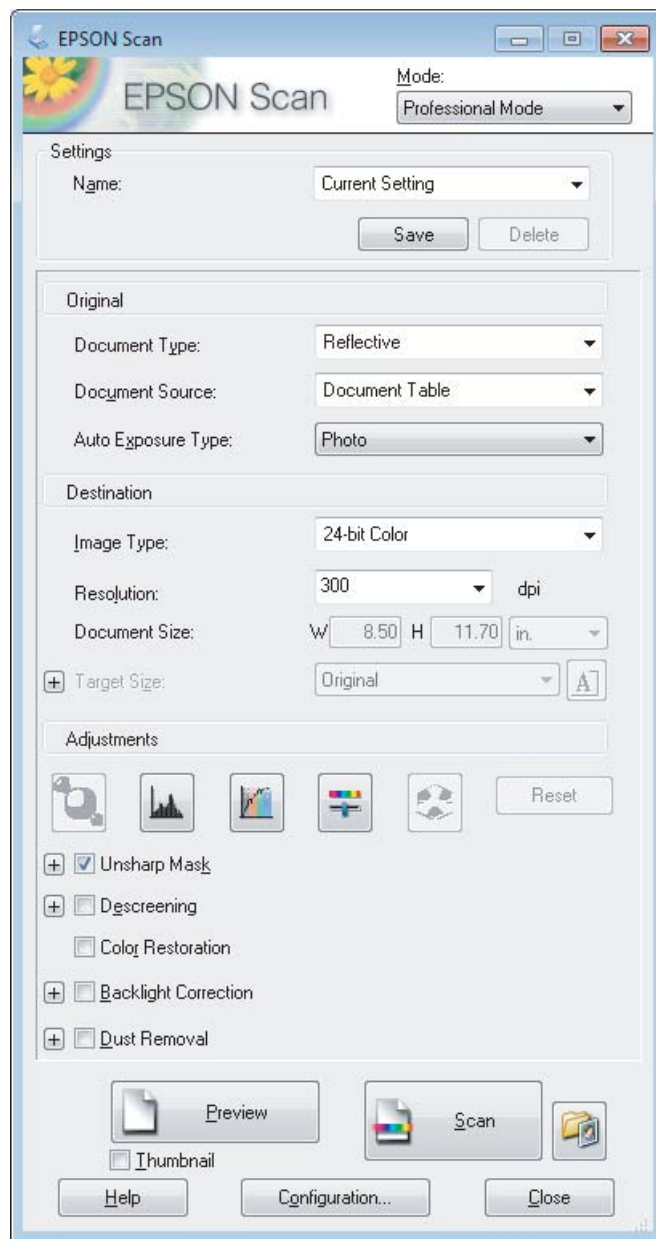 EPSON Scan
EPSON Scan
Mode:
Professional Mode
Settings
Name:
Current Setting
Save
Delete
Original
Document Type:
Reflective
Document Source:
Document Table
Auto Exposure Type:
Photo
Destination
Image Type:
24-bit Color
Resolution:
300
dpi
Document Size:
W 8.50 H 11.70 in.
Target Size:
Original
A
Adjustments
Reset
Unsharp Mask
Descreening
Color Restoration
Backlight Correction
Dust Removal
Preview
Scan
Thumbnail
Help
Configuration...
Close